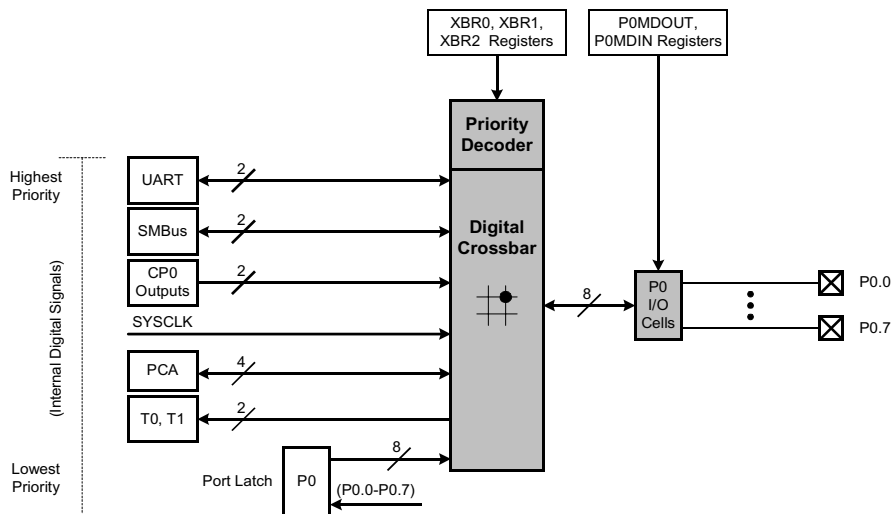 XBR0, XBR1,
XBR2 Registers
P0MDOUT,
P0MDIN Registers
Priority
Decoder
Highest
Priority
UART
2
SMBus
2
Digital
Crossbar
CP0
Outputs
2
8
P0
I/O
Cells
P0.0
P0.7
SYSCLK
(Internal Digital Signals)
PCA
4
T0, T1
2
Lowest
Priority
Port Latch
P0
8
(P0.0-P0.7)